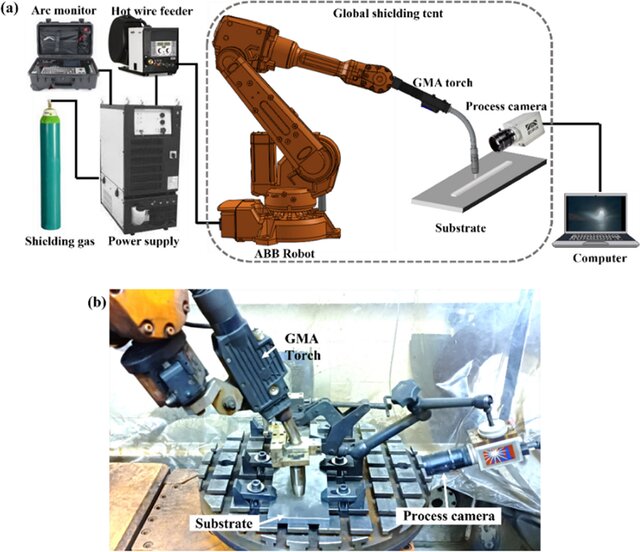 (a)
Arc monitor
Hot wire feeder
Global shielding tent
GMA torch
Process camera
Shielding gas
Power supply
ABB Robot
Substrate
Computer
(b)
GMA
Torch
Substrate
Process camera